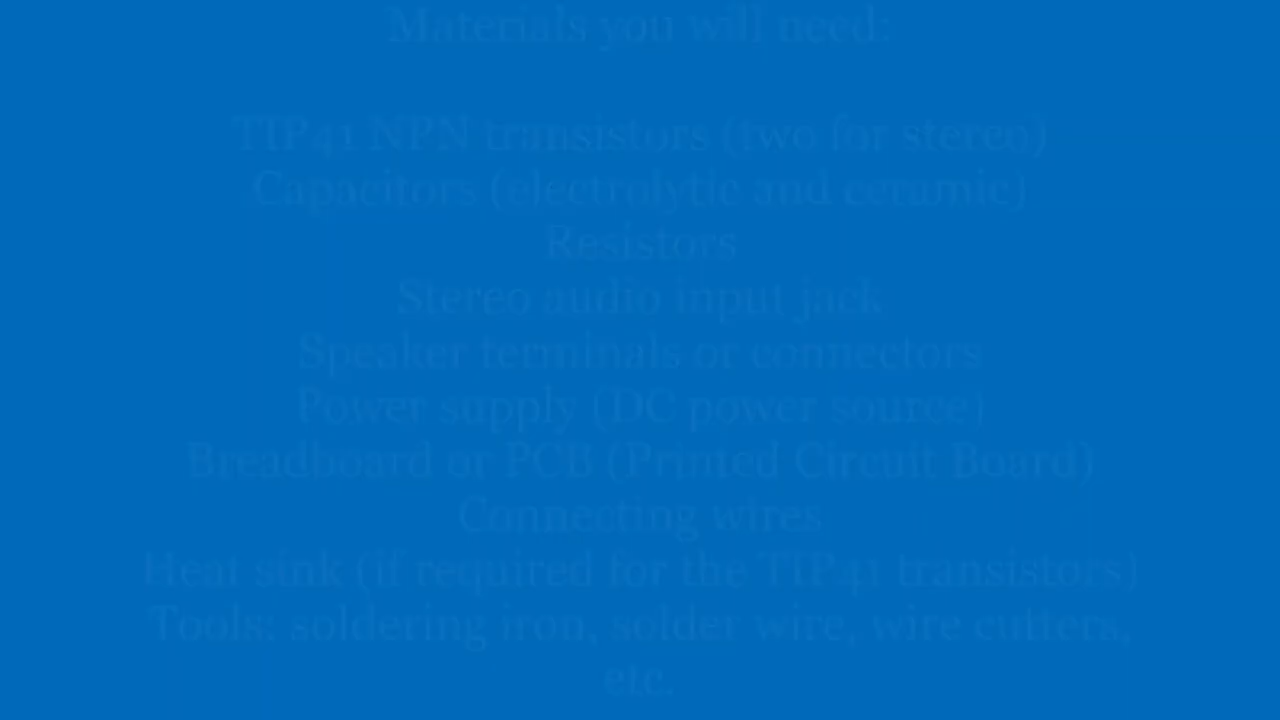 Materials you will need:
TIP41 NPN transistors (two for stereo)
Capacitors (electrolytic and ceramic)
Resistors
Stereo audio input jack
Speaker terminals or connectors
Power supply (DC power source)
Breadboard or PCB (Printed Circuit Board)
Connecting wires
Heat sink (if required for the TIP41 transistors)
Tools: soldering iron, solder wire, wire cutters,
etc.